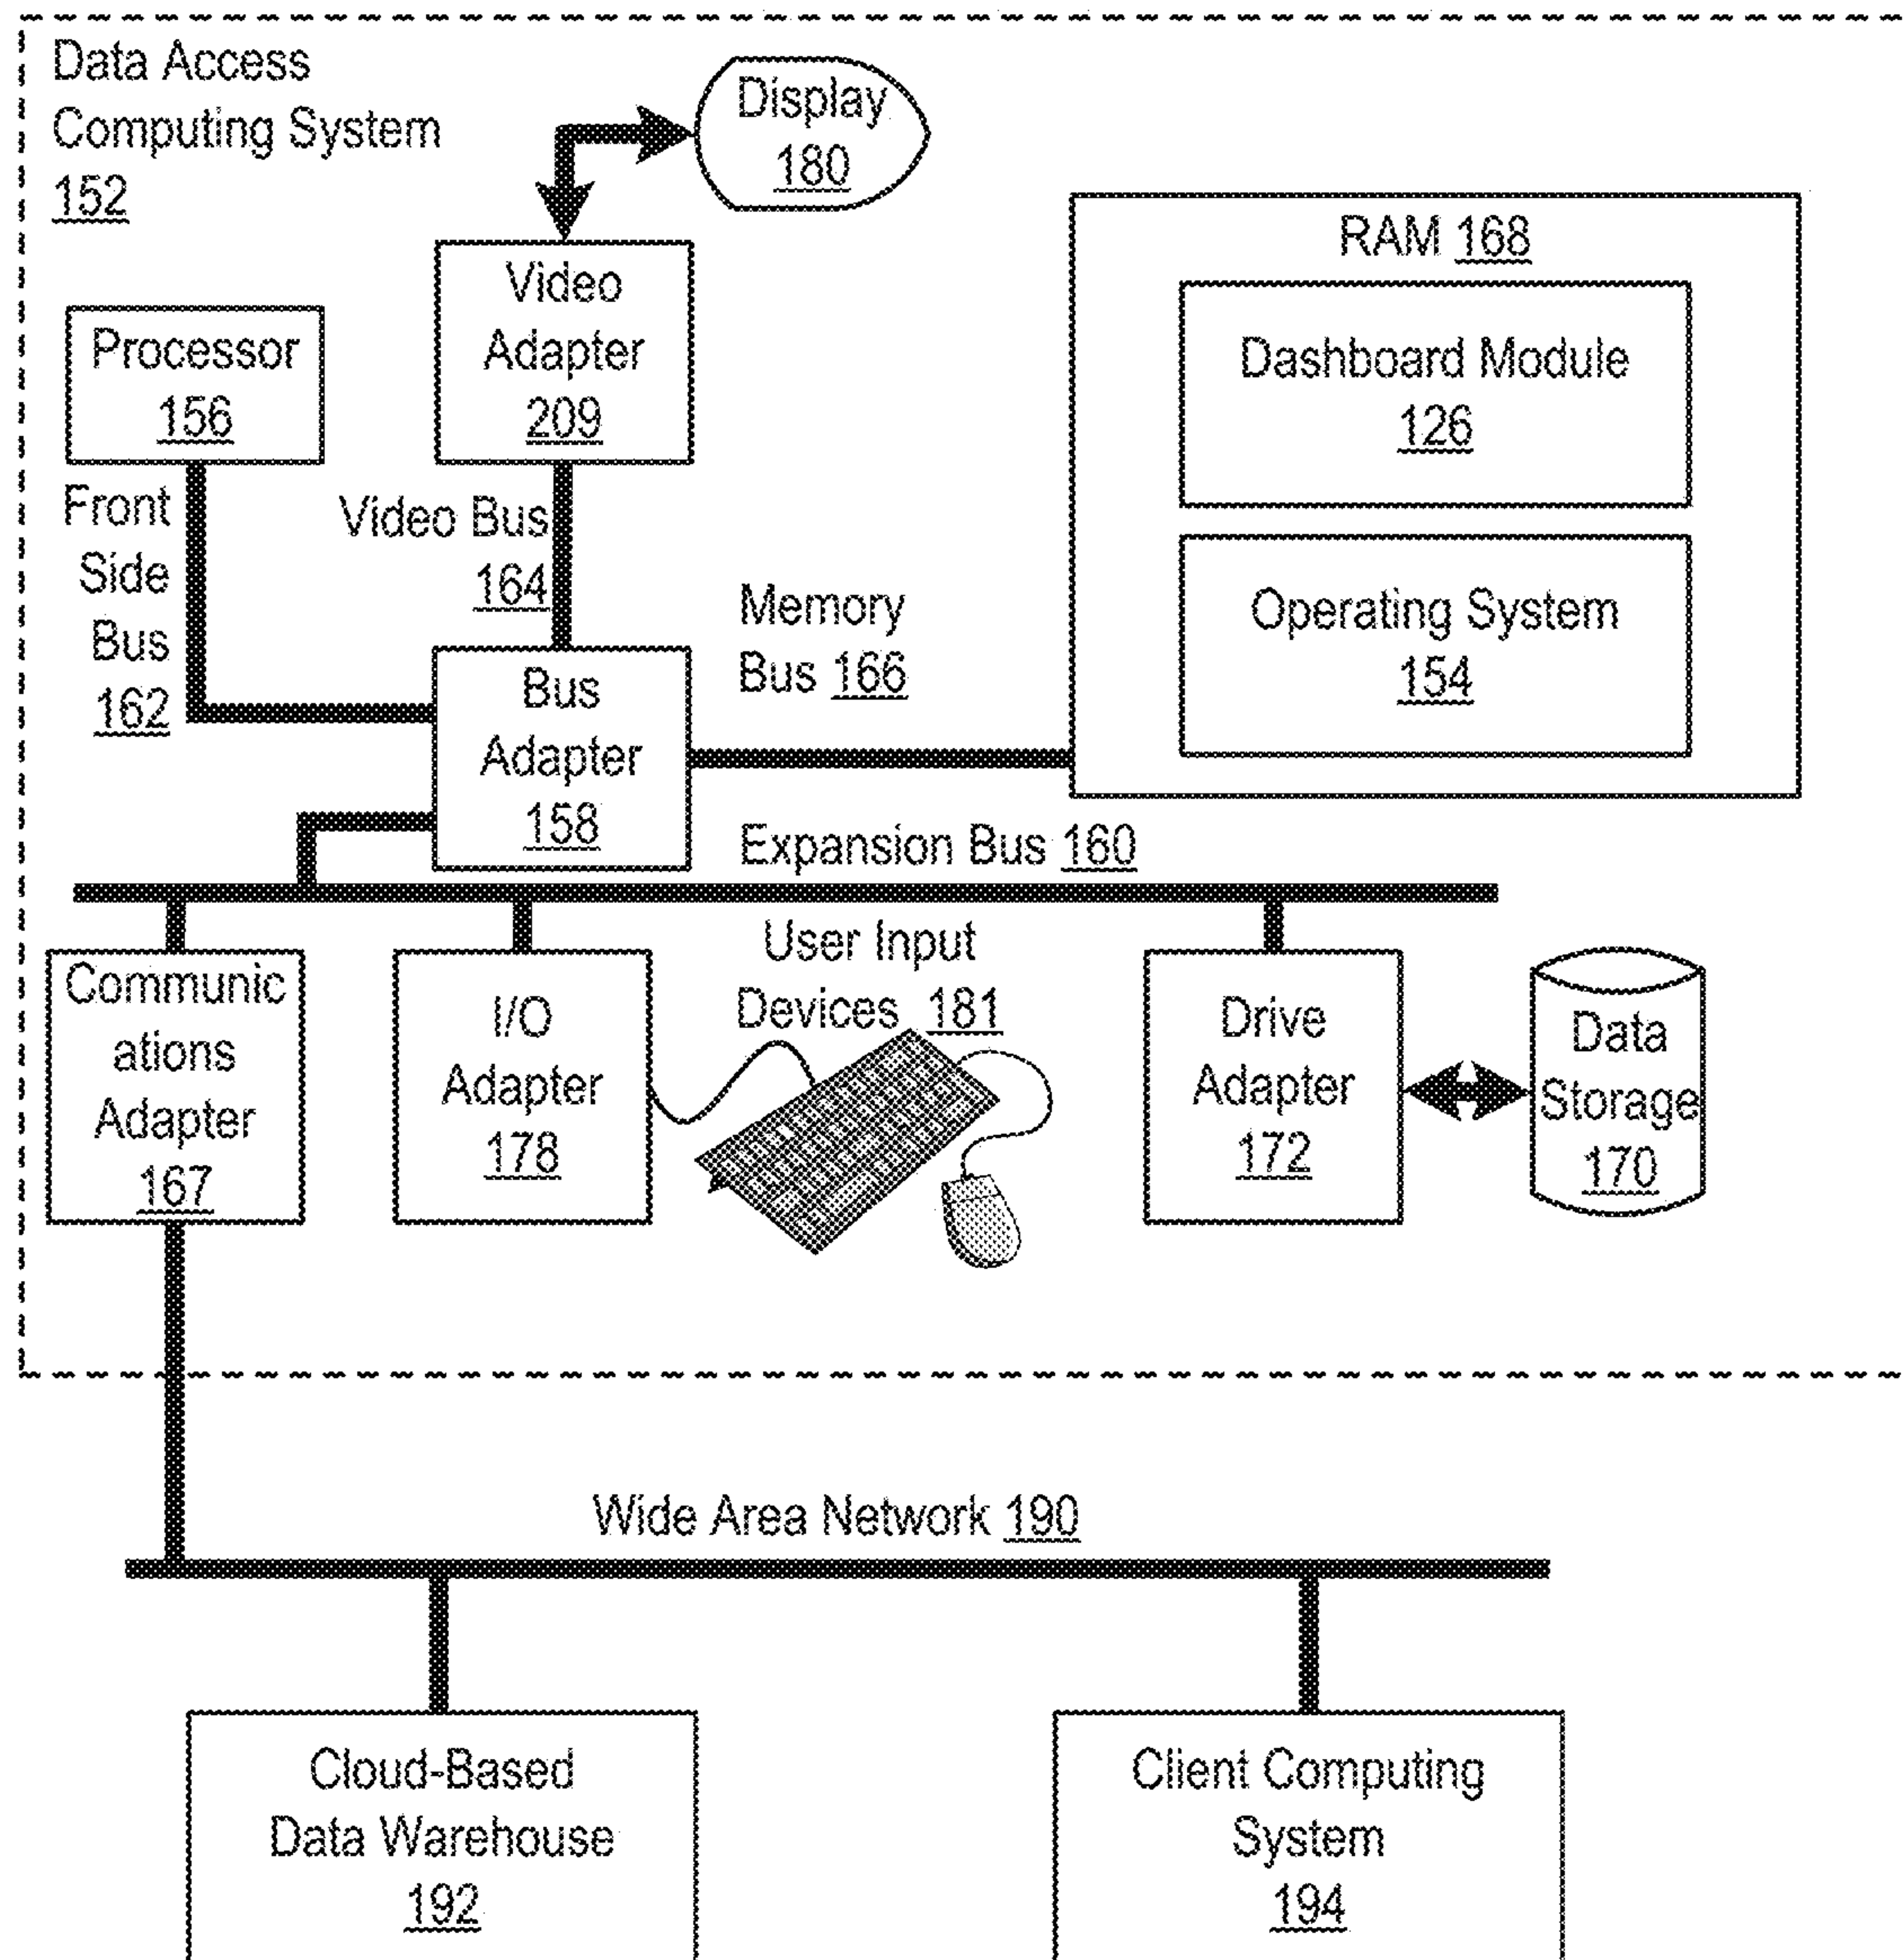 Data Access
Computing System
152
Display
180
Video
Adapter
209
Processor
156
RAM 168
Dashboard Module
126
Operating System
154
Front
Side
Bus
162
Video Bus
164
Memory
Bus 166
Bus
Adapter
158
Expansion Bus 160
Communic
ations
Adapter
167
I/O
Adapter
178
User Input
Devices 181
Drive
Adapter
172
Data
Storage
170
Wide Area Network 190
Cloud-Based
Data Warehouse
192
Client Computing
System
194